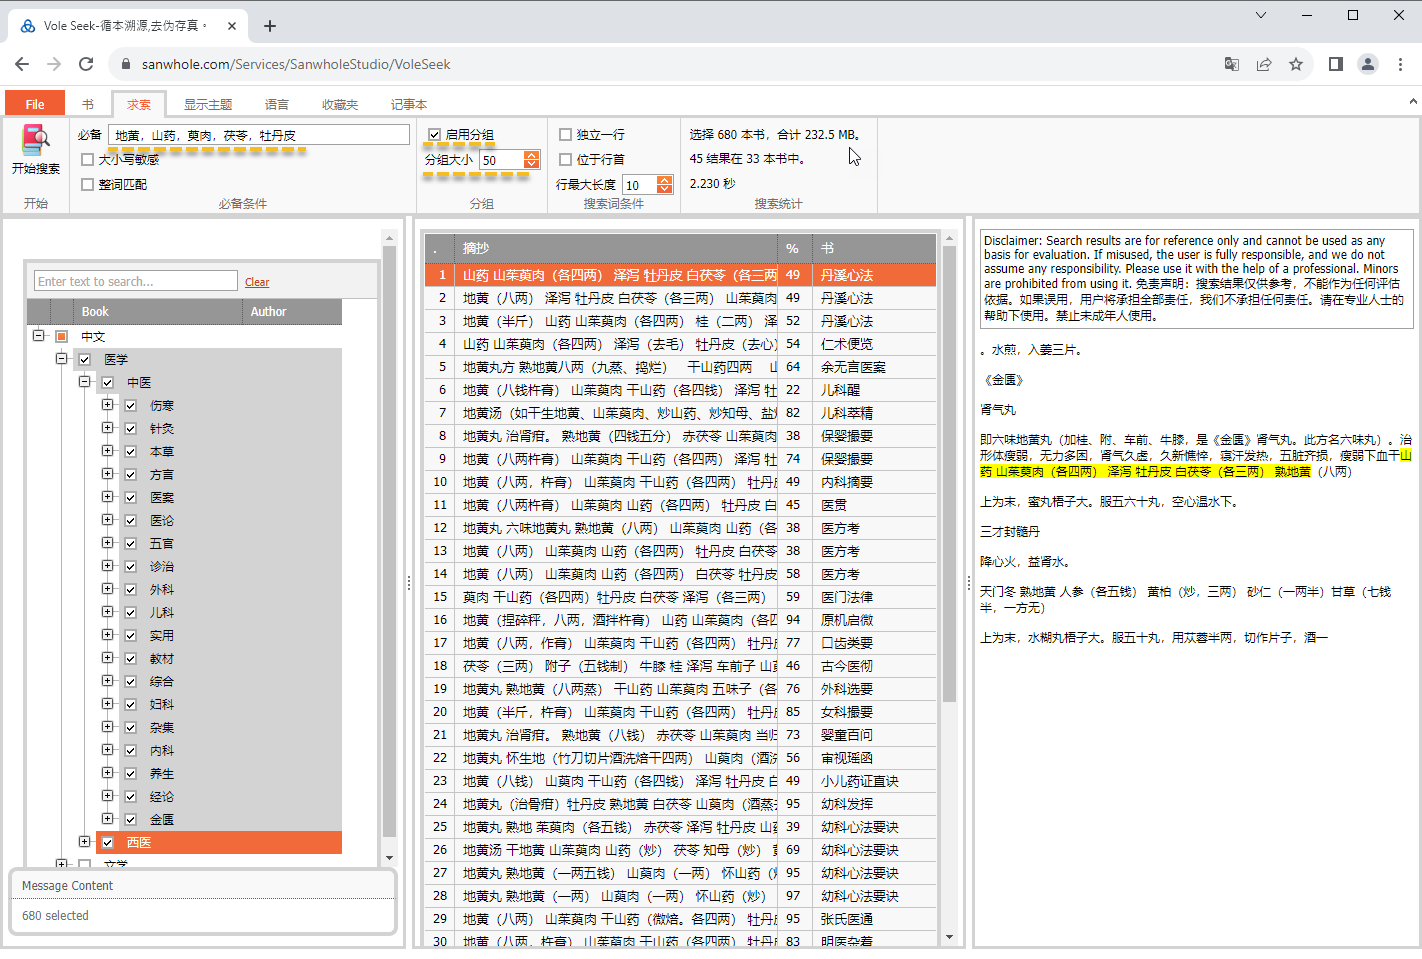 Vole Seek-循本溯源,去伪存真。
sanwhole.com/Services/SanwholeStudio/VoleSeek
File 书 求索 显示主题 语言 收藏夹 记事本
开始搜索
开始
必备 地黄，山药，萸肉，茯苓，牡丹皮
大小写敏感
整词匹配
必备条件
启用分组
分组大小 50
分组
独立一行
位于行首
行最大长度 10
搜索词条件
选择 680 本书，合计 232.5 MB。
45 结果在 33 本书中。
2.230 秒
搜索统计
Enter text to search... Clear
Book Author
中文
医学
中医
伤寒
针灸
本草
方言
医案
医论
五官
诊治
外科
儿科
实用
教材
综合
妇科
杂集
内科
养生
经论
金匮
西医
文学
Message Content
680 selected
. 摘抄 % 书
1 山药 山茱萸肉（各四两） 泽泻 牡丹皮 白茯苓（各三两 49 丹溪心法
2 地黄（八两） 泽泻 牡丹皮 白茯苓（各三两） 山茱萸肉 49 丹溪心法
3 地黄（半斤） 山药 山茱萸肉（各四两） 桂（二两） 泽 52 丹溪心法
4 山药 山茱萸肉（各四两） 泽泻（去毛） 牡丹皮（去心） 54 仁术便览
5 地黄丸方 熟地黄八两（九蒸、捣烂） 干山药四两 山 64 余无言医案
6 地黄（八钱杵膏） 山茱萸肉 干山药（各四钱） 泽泻 牡 22 儿科醒
7 地黄汤（如干生地黄、山茱萸肉、炒山药、炒知母、盐 82 儿科萃精
8 地黄丸 治肾疳。 熟地黄（四钱五分） 赤茯苓 山茱萸肉 38 保婴撮要
9 地黄（八两杵膏） 山茱萸肉 干山药（各四两） 泽泻 牡 74 保婴撮要
10 地黄（八两，杵膏） 山茱萸肉 干山药（各四两） 牡丹 49 内科摘要
11 地黄（八两杵膏） 山茱萸肉 山药（各四两） 牡丹皮 白 45 医贯
12 地黄丸 六味地黄丸 熟地黄（八两） 山茱萸肉 山药（各 38 医方考
13 地黄（八两） 山茱萸肉 山药（各四两） 牡丹皮 白茯苓 38 医方考
14 地黄（八两） 山茱萸肉 山药（各四两） 白茯苓 牡丹皮 58 医方考
15 萸肉 干山药（各四两）牡丹皮 白茯苓 泽泻（各三两） 59 医门法律
16 地黄（捏碎秤，八两，酒拌杵膏） 山药 山茱萸肉（各四 94 原机启微
17 地黄（八两，作膏） 山茱萸肉 干山药（各四两） 牡丹 77 口齿类要
18 茯苓（三两） 附子（五钱制） 牛膝 桂 泽泻 车前子 山 46 古今医彻
19 地黄丸 熟地黄（八两蒸） 干山药 山茱萸肉 五味子（各 76 外科选要
20 地黄（半斤，杵膏） 山茱萸肉 干山药（各四两） 牡丹 85 女科撮要
21 地黄丸 治肾疳。 熟地黄（八钱） 赤茯苓 山茱萸肉 当归 73 婴童百问
22 地黄丸 怀生地（竹刀切片酒洗焙干四两） 山萸肉（酒洗 56 审视瑶函
23 地黄（八钱） 山萸肉 干山药（各四钱） 泽泻 牡丹皮 白 49 小儿药证直诀
24 地黄丸（治骨疳）牡丹皮 熟地黄 白茯苓 山萸肉（酒蒸 95 幼科发挥
25 地黄丸 熟地 茱萸肉（各五钱） 赤茯苓 泽泻 牡丹皮 山 39 幼科心法要诀
26 地黄汤 干地黄 山茱萸肉 山药（炒） 茯苓 知母（炒） 69 幼科心法要诀
27 地黄丸 熟地黄（一两五钱） 山萸肉（一两） 怀山药 95 幼科心法要诀
28 地黄丸 熟地黄（一两） 山萸肉（一两） 怀山药（炒） 97 幼科心法要诀
29 地黄（八两） 山茱萸肉 干山药（微焙。各四两） 牡丹 95 张氏医通
30 地黄（八两，杵膏） 山茱萸肉 干山药（各四两） 牡丹 83 明医杂着
Disclaimer: Search results are for reference only and cannot be used as any
basis for evaluation. If misused, the user is fully responsible, and we do not
assume any responsibility. Please use it with the help of a professional. Minors
are prohibited from using it. 免责声明：搜索结果仅供参考，不能作为任何评估
依据。如果误用，用户将承担全部责任，我们不承担任何责任。请在专业人士的
帮助下使用。禁止未成年人使用。
。水煎，入姜三片。
《金匮》
肾气丸
即六味地黄丸（加桂、附、车前、牛膝，是《金匮》肾气丸。此方名六味丸）。治
形体瘦弱，无力多困，肾气久虚，久新憔悴，寝汗发热，五脏齐损，瘦弱下血干山
药 山茱萸肉（各四两） 泽泻 牡丹皮 白茯苓（各三两） 熟地黄（八两）
上为末，蜜丸梧子大。服五六十丸，空心温水下。
三才封髓丹
降心火，益肾水。
天门冬 熟地黄 人参（各五钱） 黄柏（炒，三两） 砂仁（一两半）甘草（七钱
半，一方无）
上为末，水糊丸梧子大。服五十丸，用苁蓉半两，切作片子，酒一